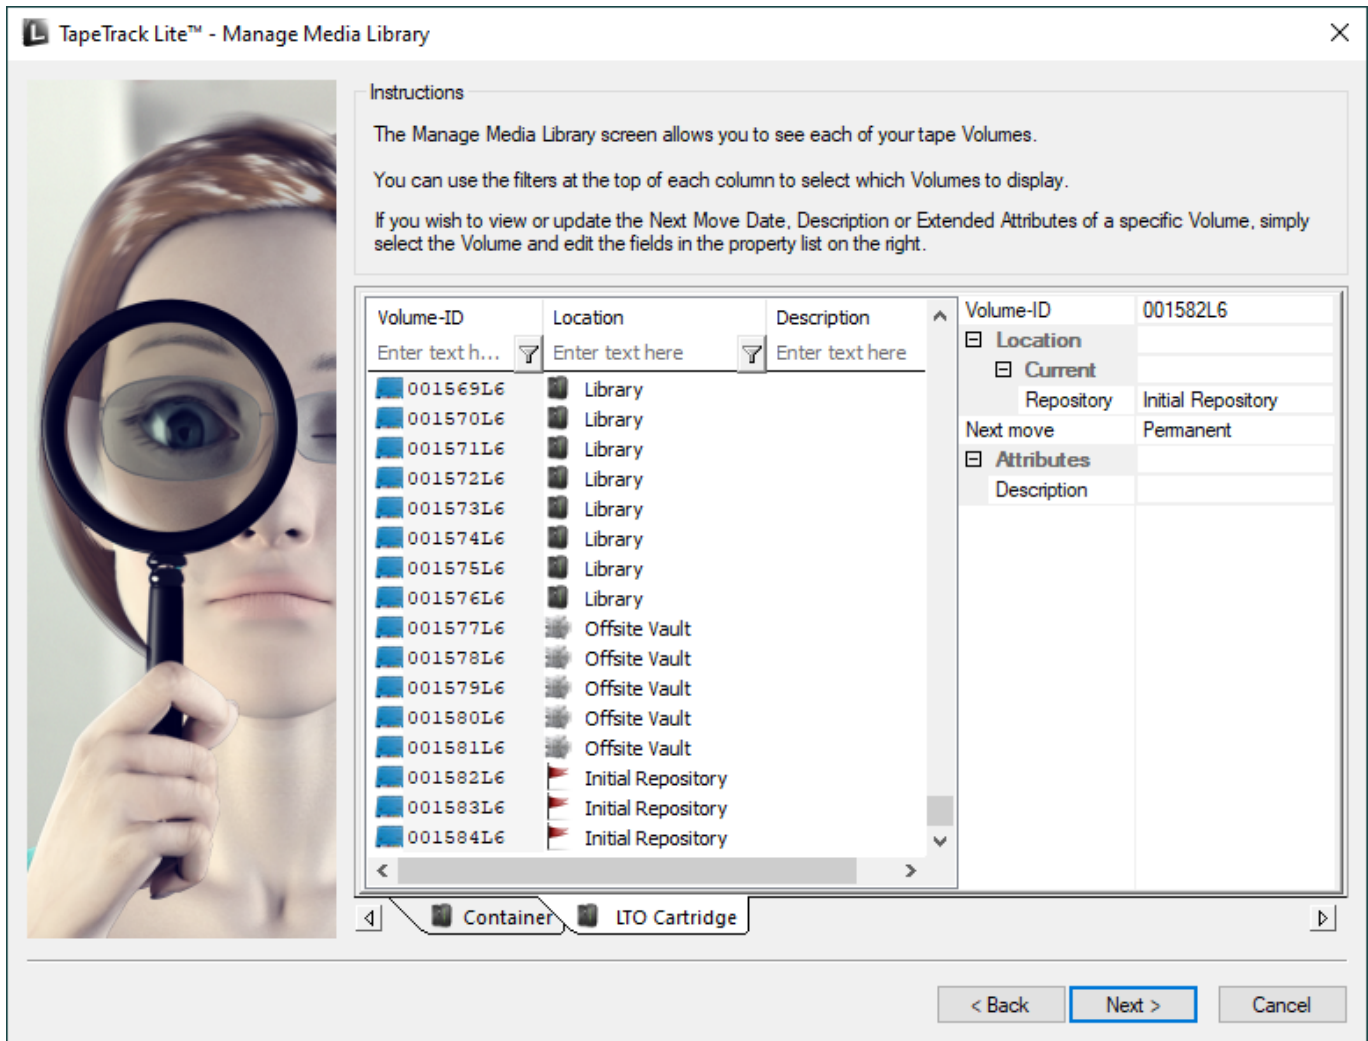 L TapeTrack Lite™ - Manage Media Library
Instructions
The Manage Media Library screen allows you to see each of your tape Volumes.
You can use the filters at the top of each column to select which Volumes to display.
If you wish to view or update the Next Move Date, Description or Extended Attributes of a specific Volume, simply
select the Volume and edit the fields in the property list on the right.
Volume-ID Location Description
Enter text h... Enter text here Enter text here
001569L6 Library
001570L6 Library
001571L6 Library
001572L6 Library
001573L6 Library
001574L6 Library
001575L6 Library
001576L6 Library
001577L6 Offsite Vault
001578L6 Offsite Vault
001579L6 Offsite Vault
001580L6 Offsite Vault
001581L6 Offsite Vault
001582L6 Initial Repository
001583L6 Initial Repository
001584L6 Initial Repository
Volume-ID 001582L6
Location
Current
Repository Initial Repository
Next move Permanent
Attributes
Description
Container LTO Cartridge
< Back Next > Cancel